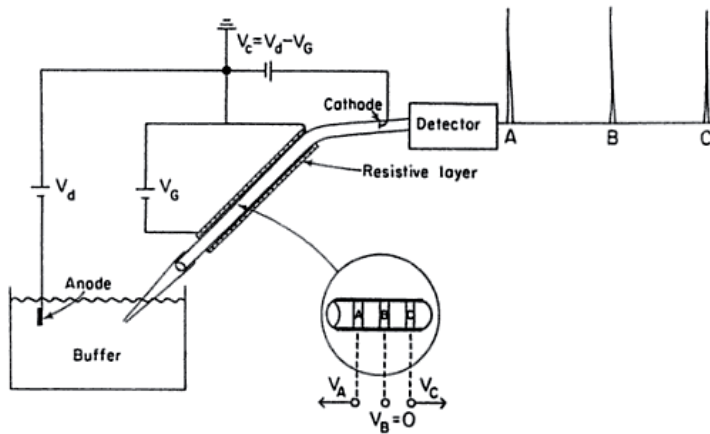 V_c=V_d-V_G
Cathode
Detector
A
B
C
Resistive layer
V_d
V_G
Anode
Buffer
A
B
C
V_A
V_B=0
V_C